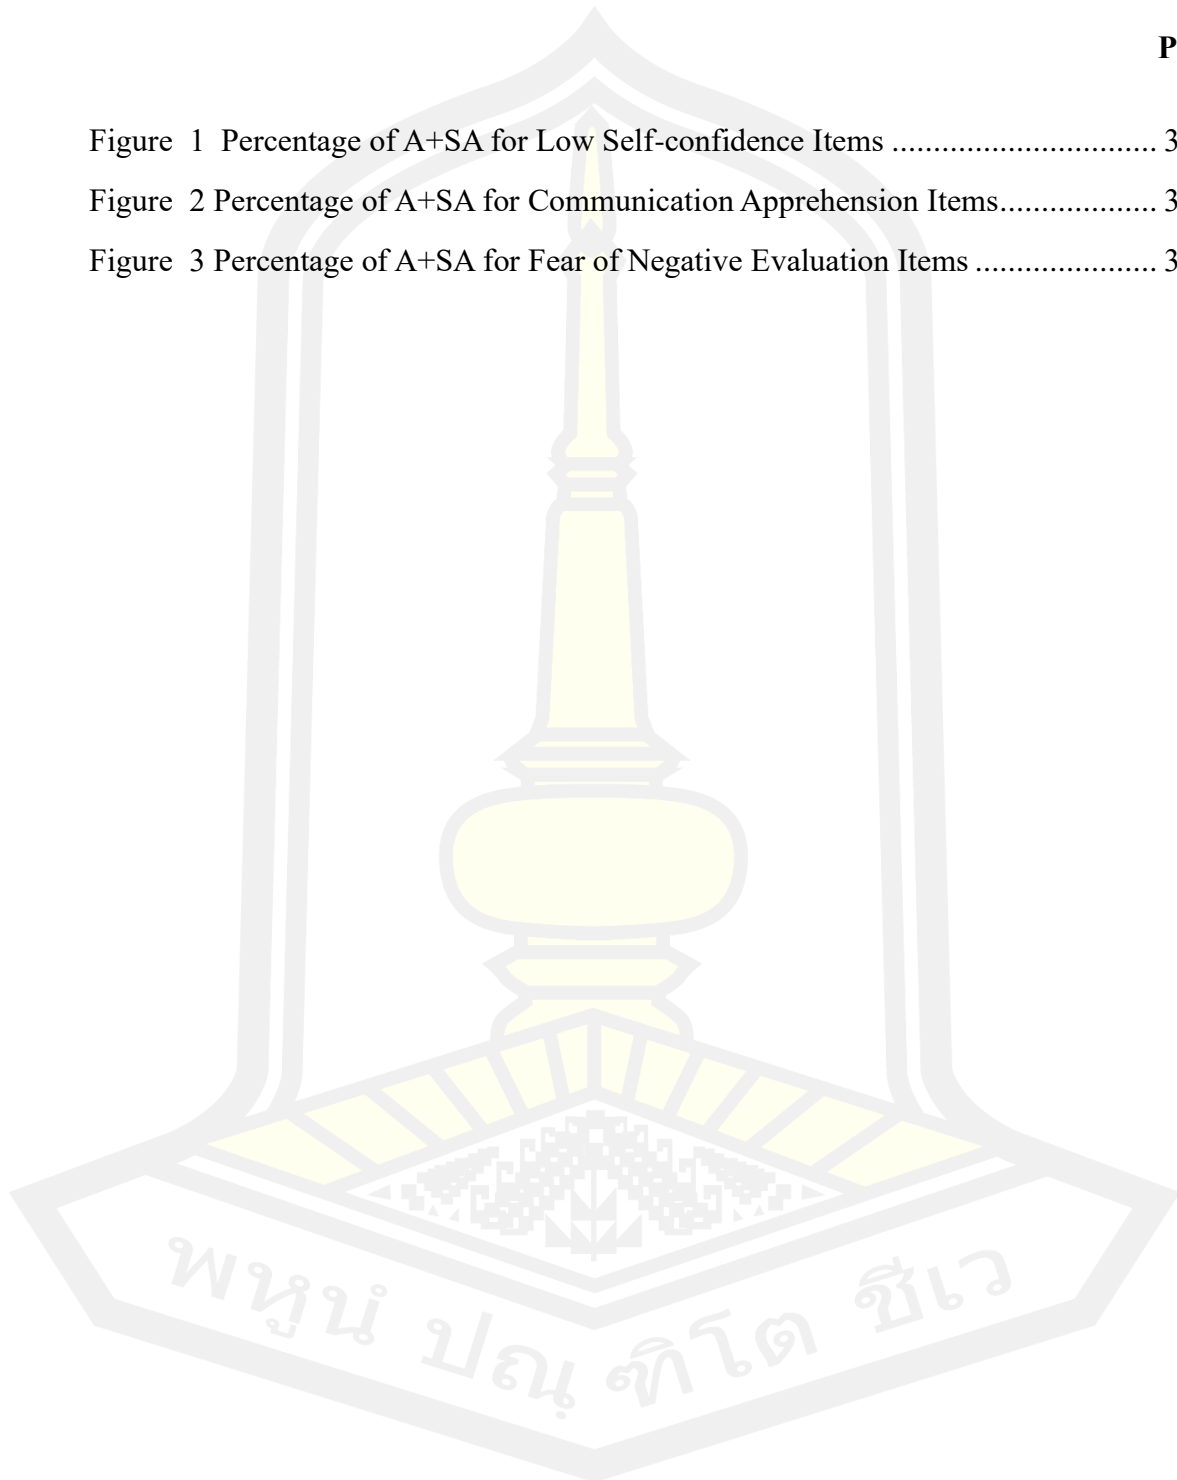 P
Figure 1 Percentage of A+SA for Low Self-confidence Items ............................ 3
Figure 2 Percentage of A+SA for Communication Apprehension Items................... 3
Figure 3 Percentage of A+SA for Fear of Negative Evaluation Items ...................... 3
พหูนํ ปณฺฑิโต ชีเว